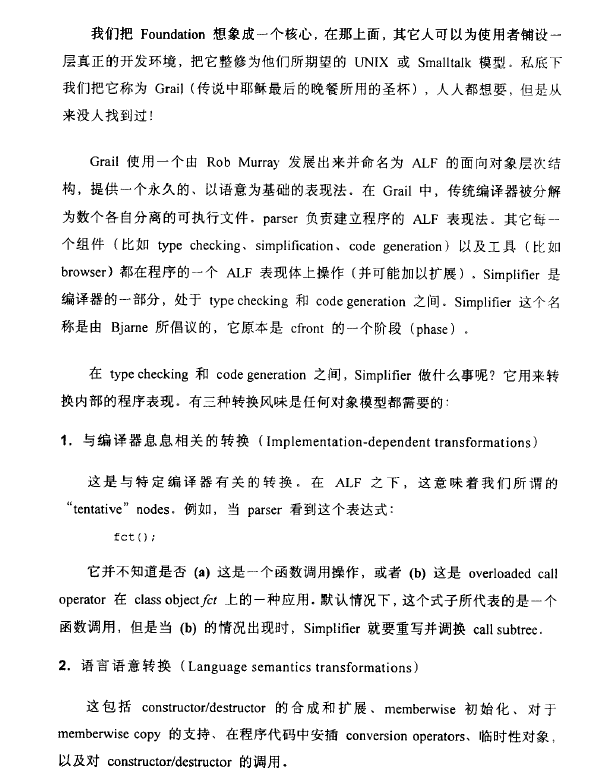 我们把 Foundation 想象成一个核心，在那上面，其它人可以为使用者铺设一
层真正的开发环境，把它整修为他们所期望的 UNIX 或 Smalltalk 模型。私底下
我们把它称为 Grail（传说中耶稣最后的晚餐所用的圣杯），人人都想要，但是从
来没人找到过！
Grail 使用一个由 Rob Murray 发展出来并命名为 ALF 的面向对象层次结
构，提供一个永久的、以语意为基础的表现法。在 Grail 中，传统编译器被分解
为数个各自分离的可执行文件。parser 负责建立程序的 ALF 表现法。其它每一
个组件（比如 type checking、simplification、code generation）以及工具（比如
browser）都在程序的一个 ALF 表现体上操作（并可能加以扩展）。Simplifier 是
编译器的一部分，处于 type checking 和 code generation 之间。Simplifier 这个名
称是由 Bjarne 所倡议的，它原本是 cfront 的一个阶段（phase）。
在 type checking 和 code generation 之间，Simplifier 做什么事呢？它用来转
换内部的程序表现。有三种转换风味是任何对象模型都需要的：
1. 与编译器息息相关的转换（Implementation-dependent transformations）
这是与特定编译器有关的转换。在 ALF 之下，这意味着我们所谓的
“tentative” nodes。例如，当 parser 看到这个表达式：
fct();
它并不知道是否 (a) 这是一个函数调用操作，或者 (b) 这是 overloaded call
operator 在 class object fct 上的一种应用。默认情况下，这个式子所代表的是一个
函数调用，但是当 (b) 的情况出现时，Simplifier 就要重写并调换 call subtree。
2. 语言语意转换（Language semantics transformations）
这包括 constructor/destructor 的合成和扩展、memberwise 初始化、对于
memberwise copy 的支持、在程序代码中安插 conversion operators、临时性对象，
以及对 constructor/destructor 的调用。